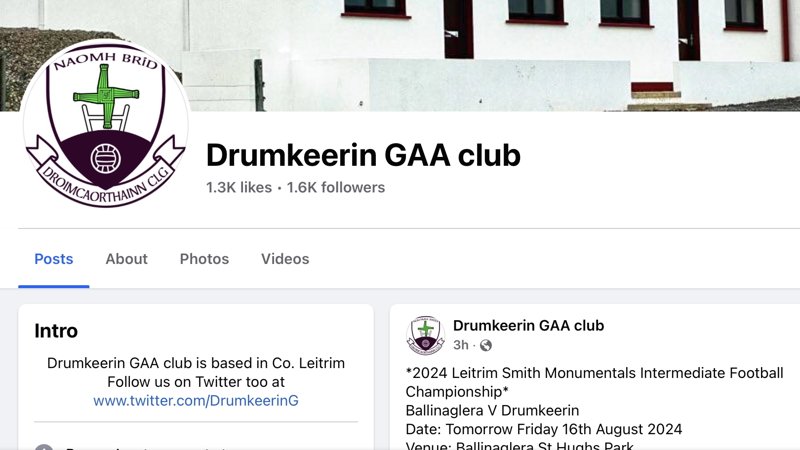 NAOMH BRÍD
DROIMCAORTHAINN CLG
Drumkeerin GAA club
1.3K likes • 1.6K followers
Posts
About
Photos
Videos
Intro
Drumkeerin GAA club is based in Co. Leitrim
Follow us on Twitter too at
www.twitter.com/DrumkeerinG
Drumkeerin GAA club
3h ·
*2024 Leitrim Smith Monumentals Intermediate Football
Championship*
Ballinaglera V Drumkeerin
Date: Tomorrow Friday 16th August 2024
Venue: Ballinaglera St Hughs Park